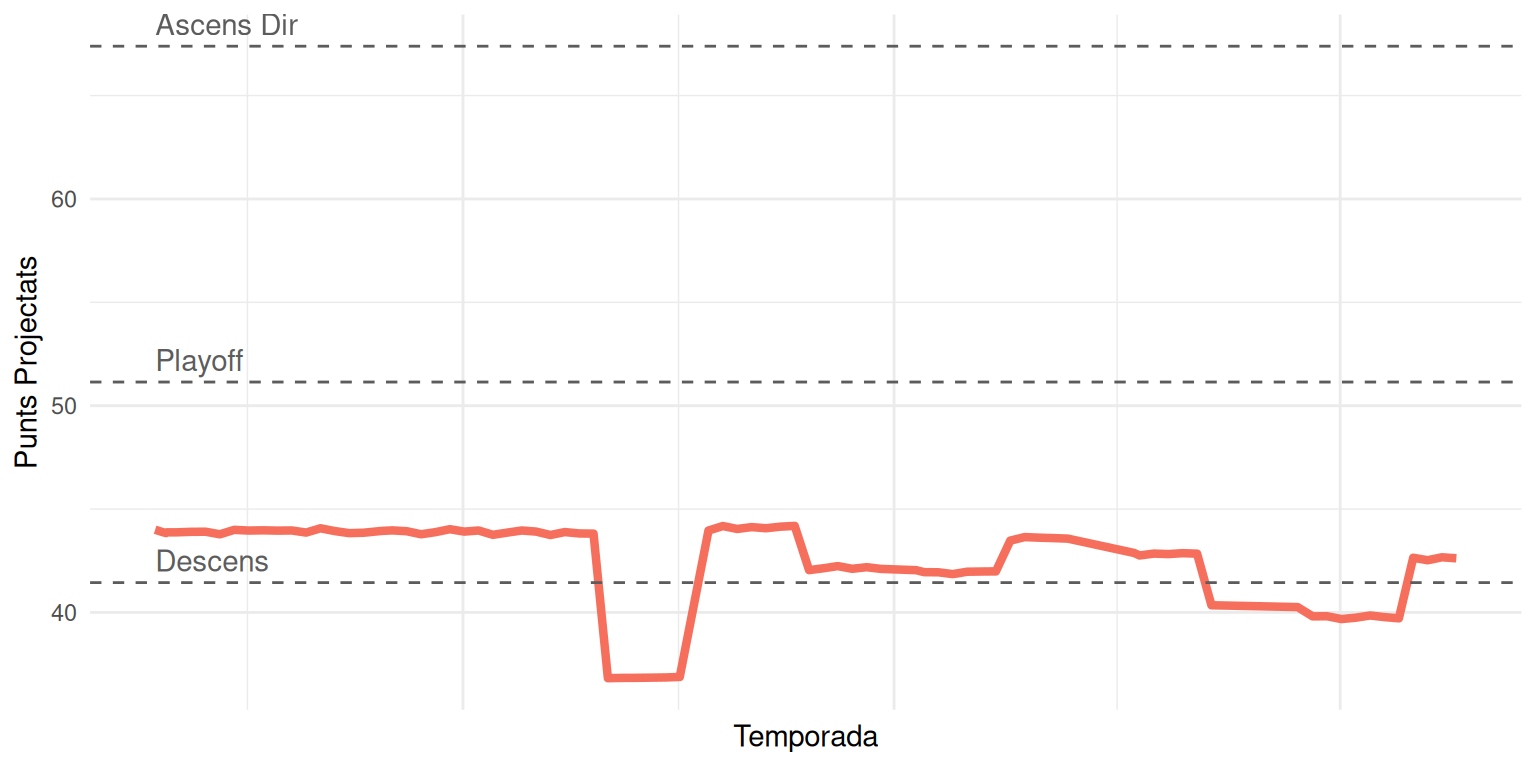 Ascens Dir
60
Playoff
50
Descens
40
Punts Projectats
Temporada